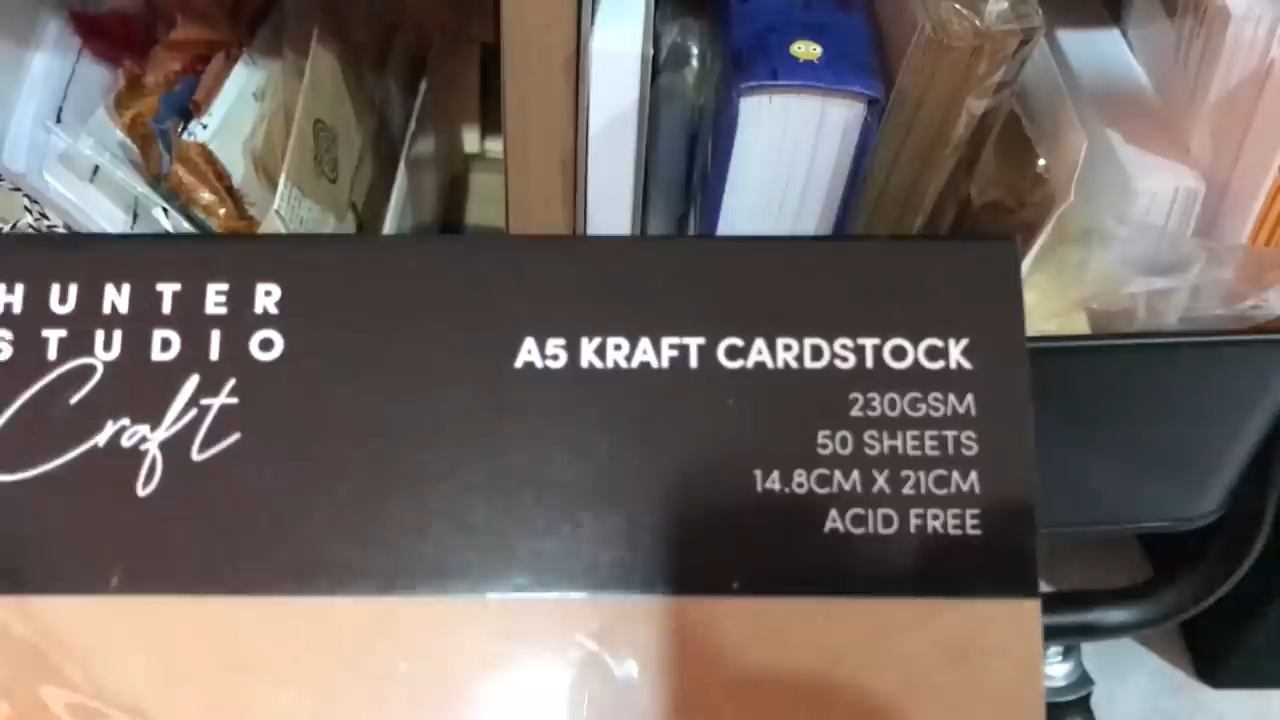 HUNTER
STUDIO
Craft
A5 KRAFT CARDSTOCK
230GSM
50 SHEETS
14.8CM X 21CM
ACID FREE